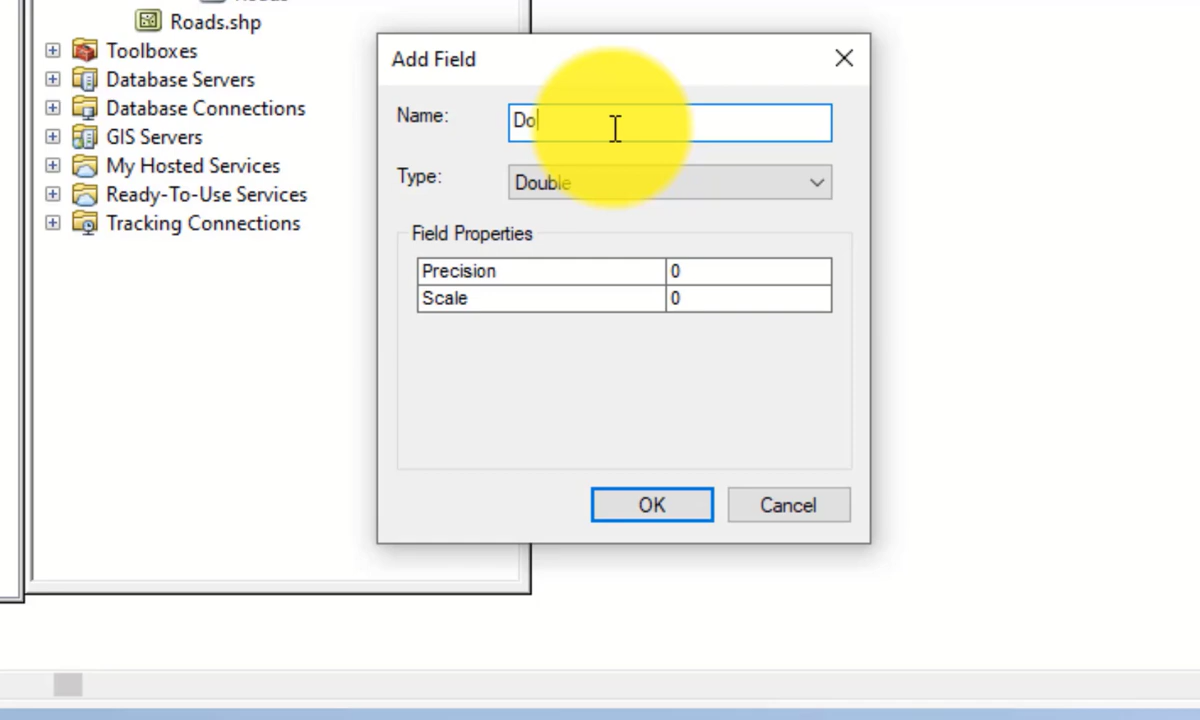 Roads.shp
Toolboxes
Database Servers
Database Connections
GIS Servers
My Hosted Services
Ready-To-Use Services
Tracking Connections
Add Field
Name: Do
Type: Double
Field Properties
Precision 0
Scale 0
OK Cancel